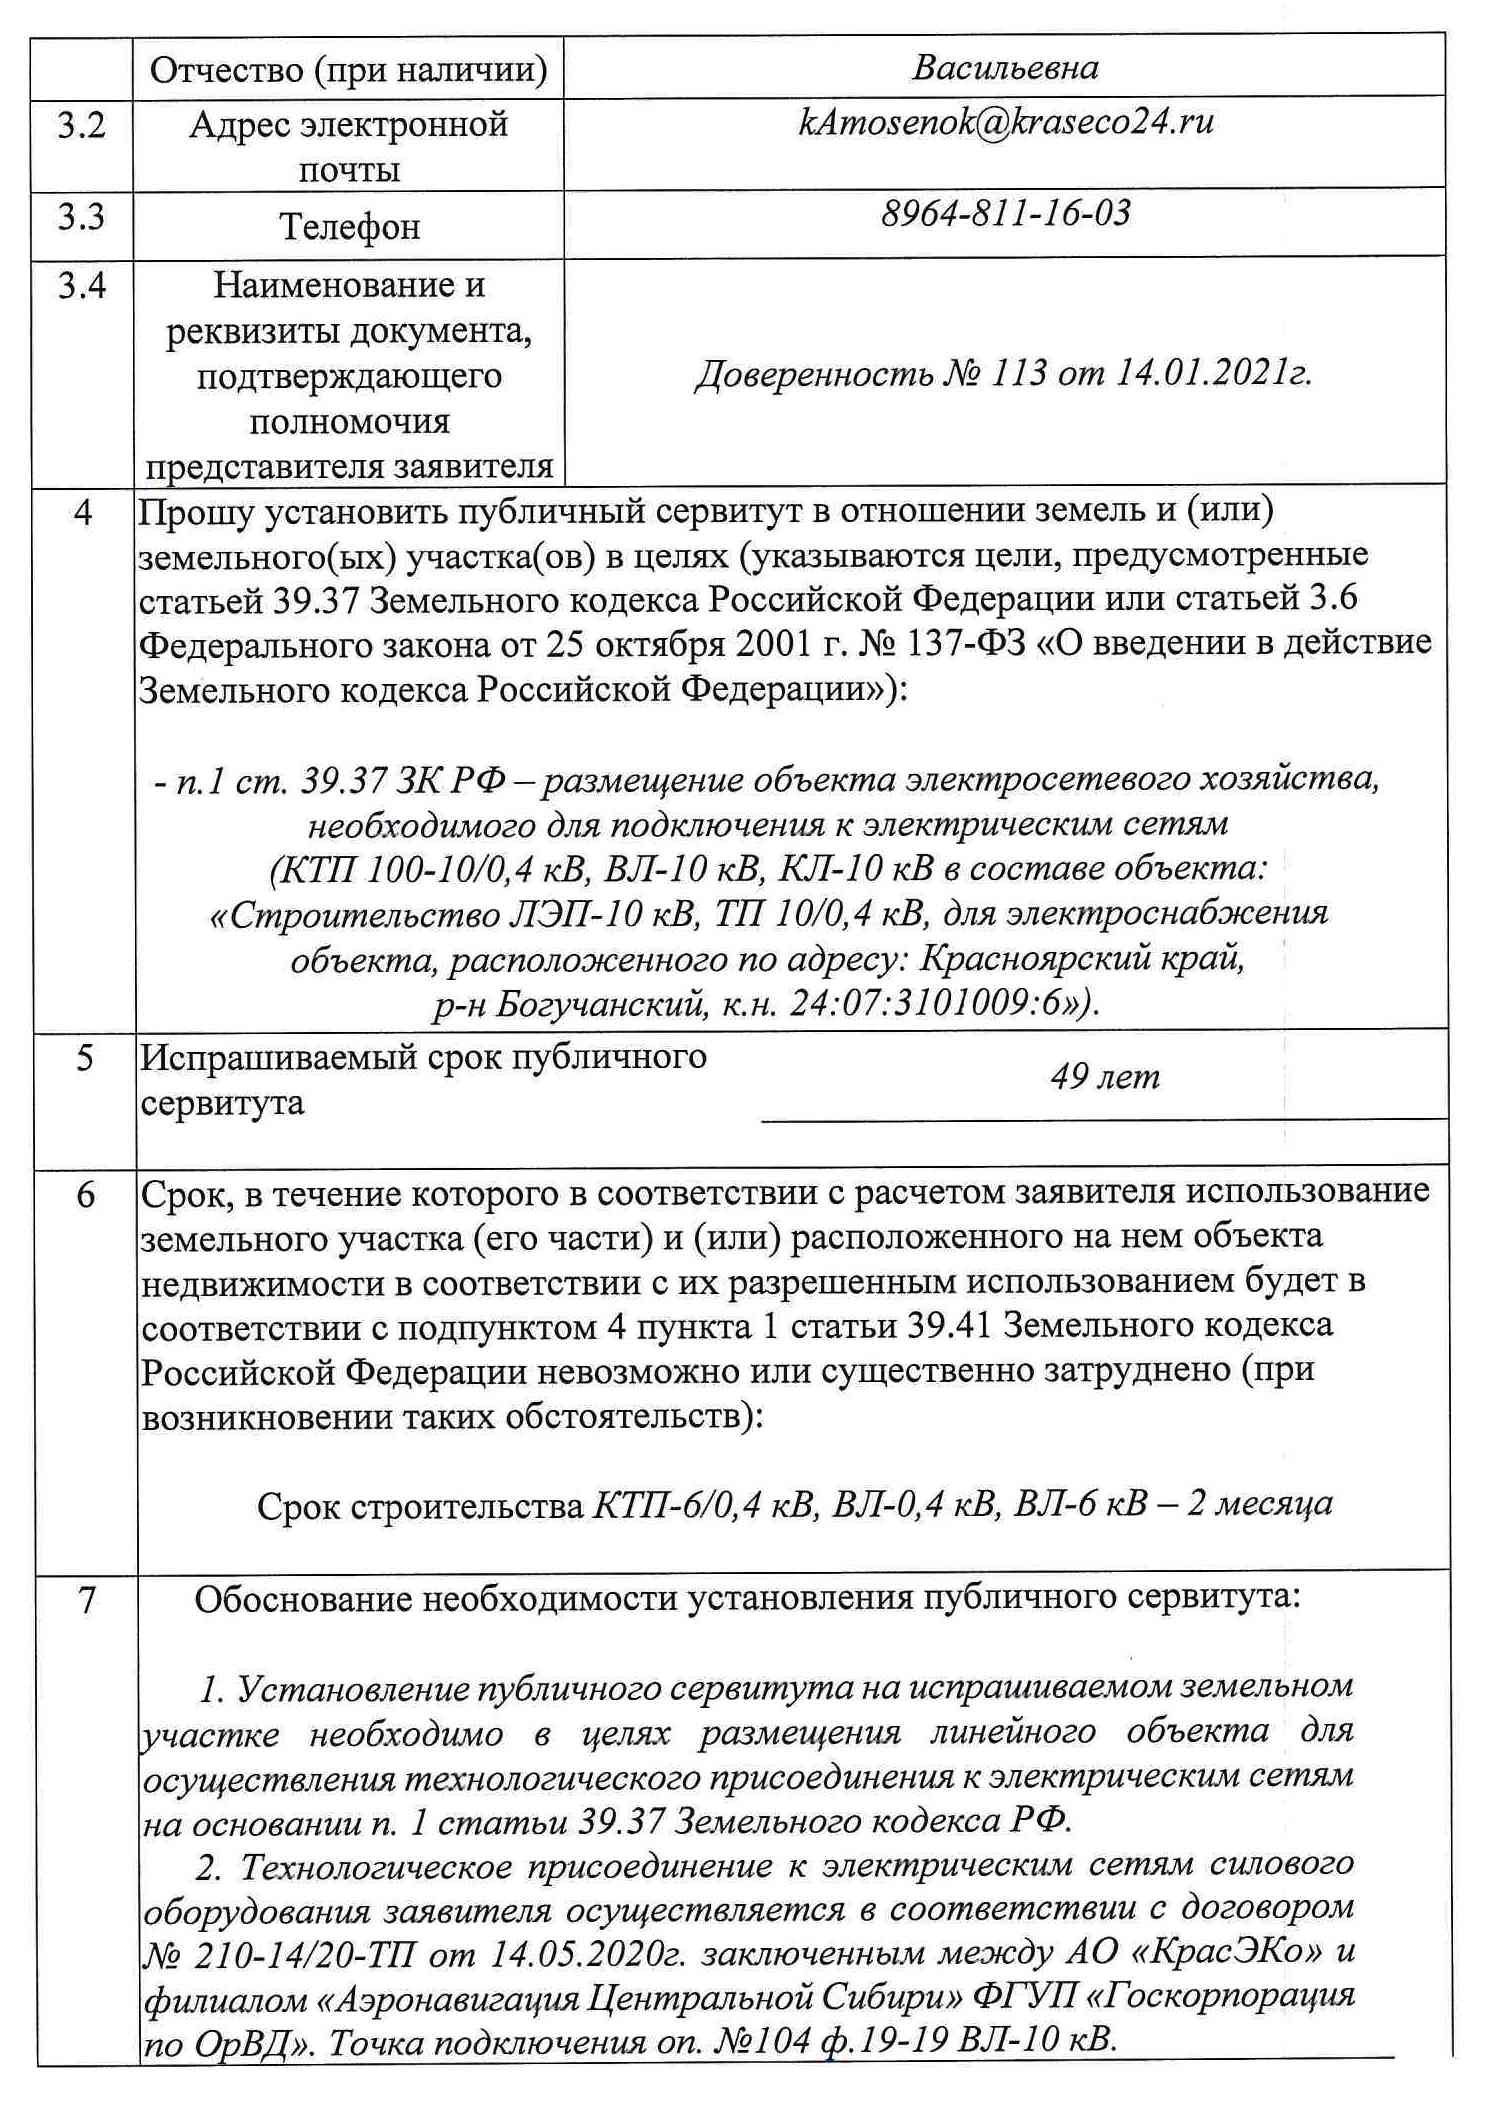 Отчество (при наличии)
Васильевна
3.2
Адрес электронной
почты
kAmosenok@kraseco24.ru
3.3
Телефон
8964-811-16-03
3.4
Наименование и
реквизиты документа,
подтверждающего
полномочия
представителя заявителя
Доверенность № 113 от 14.01.2021г.
4
Прошу установить публичный сервитут в отношении земель и (или)
земельного(ых) участка(ов) в целях (указываются цели, предусмотренные
статьей 39.37 Земельного кодекса Российской Федерации или статьей 3.6
Федерального закона от 25 октября 2001 г. № 137-ФЗ «О введении в действие
Земельного кодекса Российской Федерации»):
- п.1 ст. 39.37 ЗК РФ – размещение объекта электросетевого хозяйства,
необходимого для подключения к электрическим сетям
(КТП 100-10/0,4 кВ, ВЛ-10 кВ, КЛ-10 кВ в составе объекта:
«Строительство ЛЭП-10 кВ, ТП 10/0,4 кВ, для электроснабжения
объекта, расположенного по адресу: Красноярский край,
р-н Богучанский, к.н. 24:07:3101009:6»).
5
Испрашиваемый срок публичного
сервитута
49 лет
6
Срок, в течение которого в соответствии с расчетом заявителя использование
земельного участка (его части) и (или) расположенного на нем объекта
недвижимости в соответствии с их разрешенным использованием будет в
соответствии с подпунктом 4 пункта 1 статьи 39.41 Земельного кодекса
Российской Федерации невозможно или существенно затруднено (при
возникновении таких обстоятельств):
Срок строительства КТП-6/0,4 кВ, ВЛ-0,4 кВ, ВЛ-6 кВ – 2 месяца
7
Обоснование необходимости установления публичного сервитута:
1. Установление публичного сервитута на испрашиваемом земельном
участке необходимо в целях размещения линейного объекта для
осуществления технологического присоединения к электрическим сетям
на основании п. 1 статьи 39.37 Земельного кодекса РФ.
2. Технологическое присоединение к электрическим сетям силового
оборудования заявителя осуществляется в соответствии с договором
№ 210-14/20-ТП от 14.05.2020г. заключенным между АО «КрасЭКо» и
филиалом «Аэронавигация Центральной Сибири» ФГУП «Госкорпорация
по ОрВД». Точка подключения оп. №104 ф.19-19 ВЛ-10 кВ.